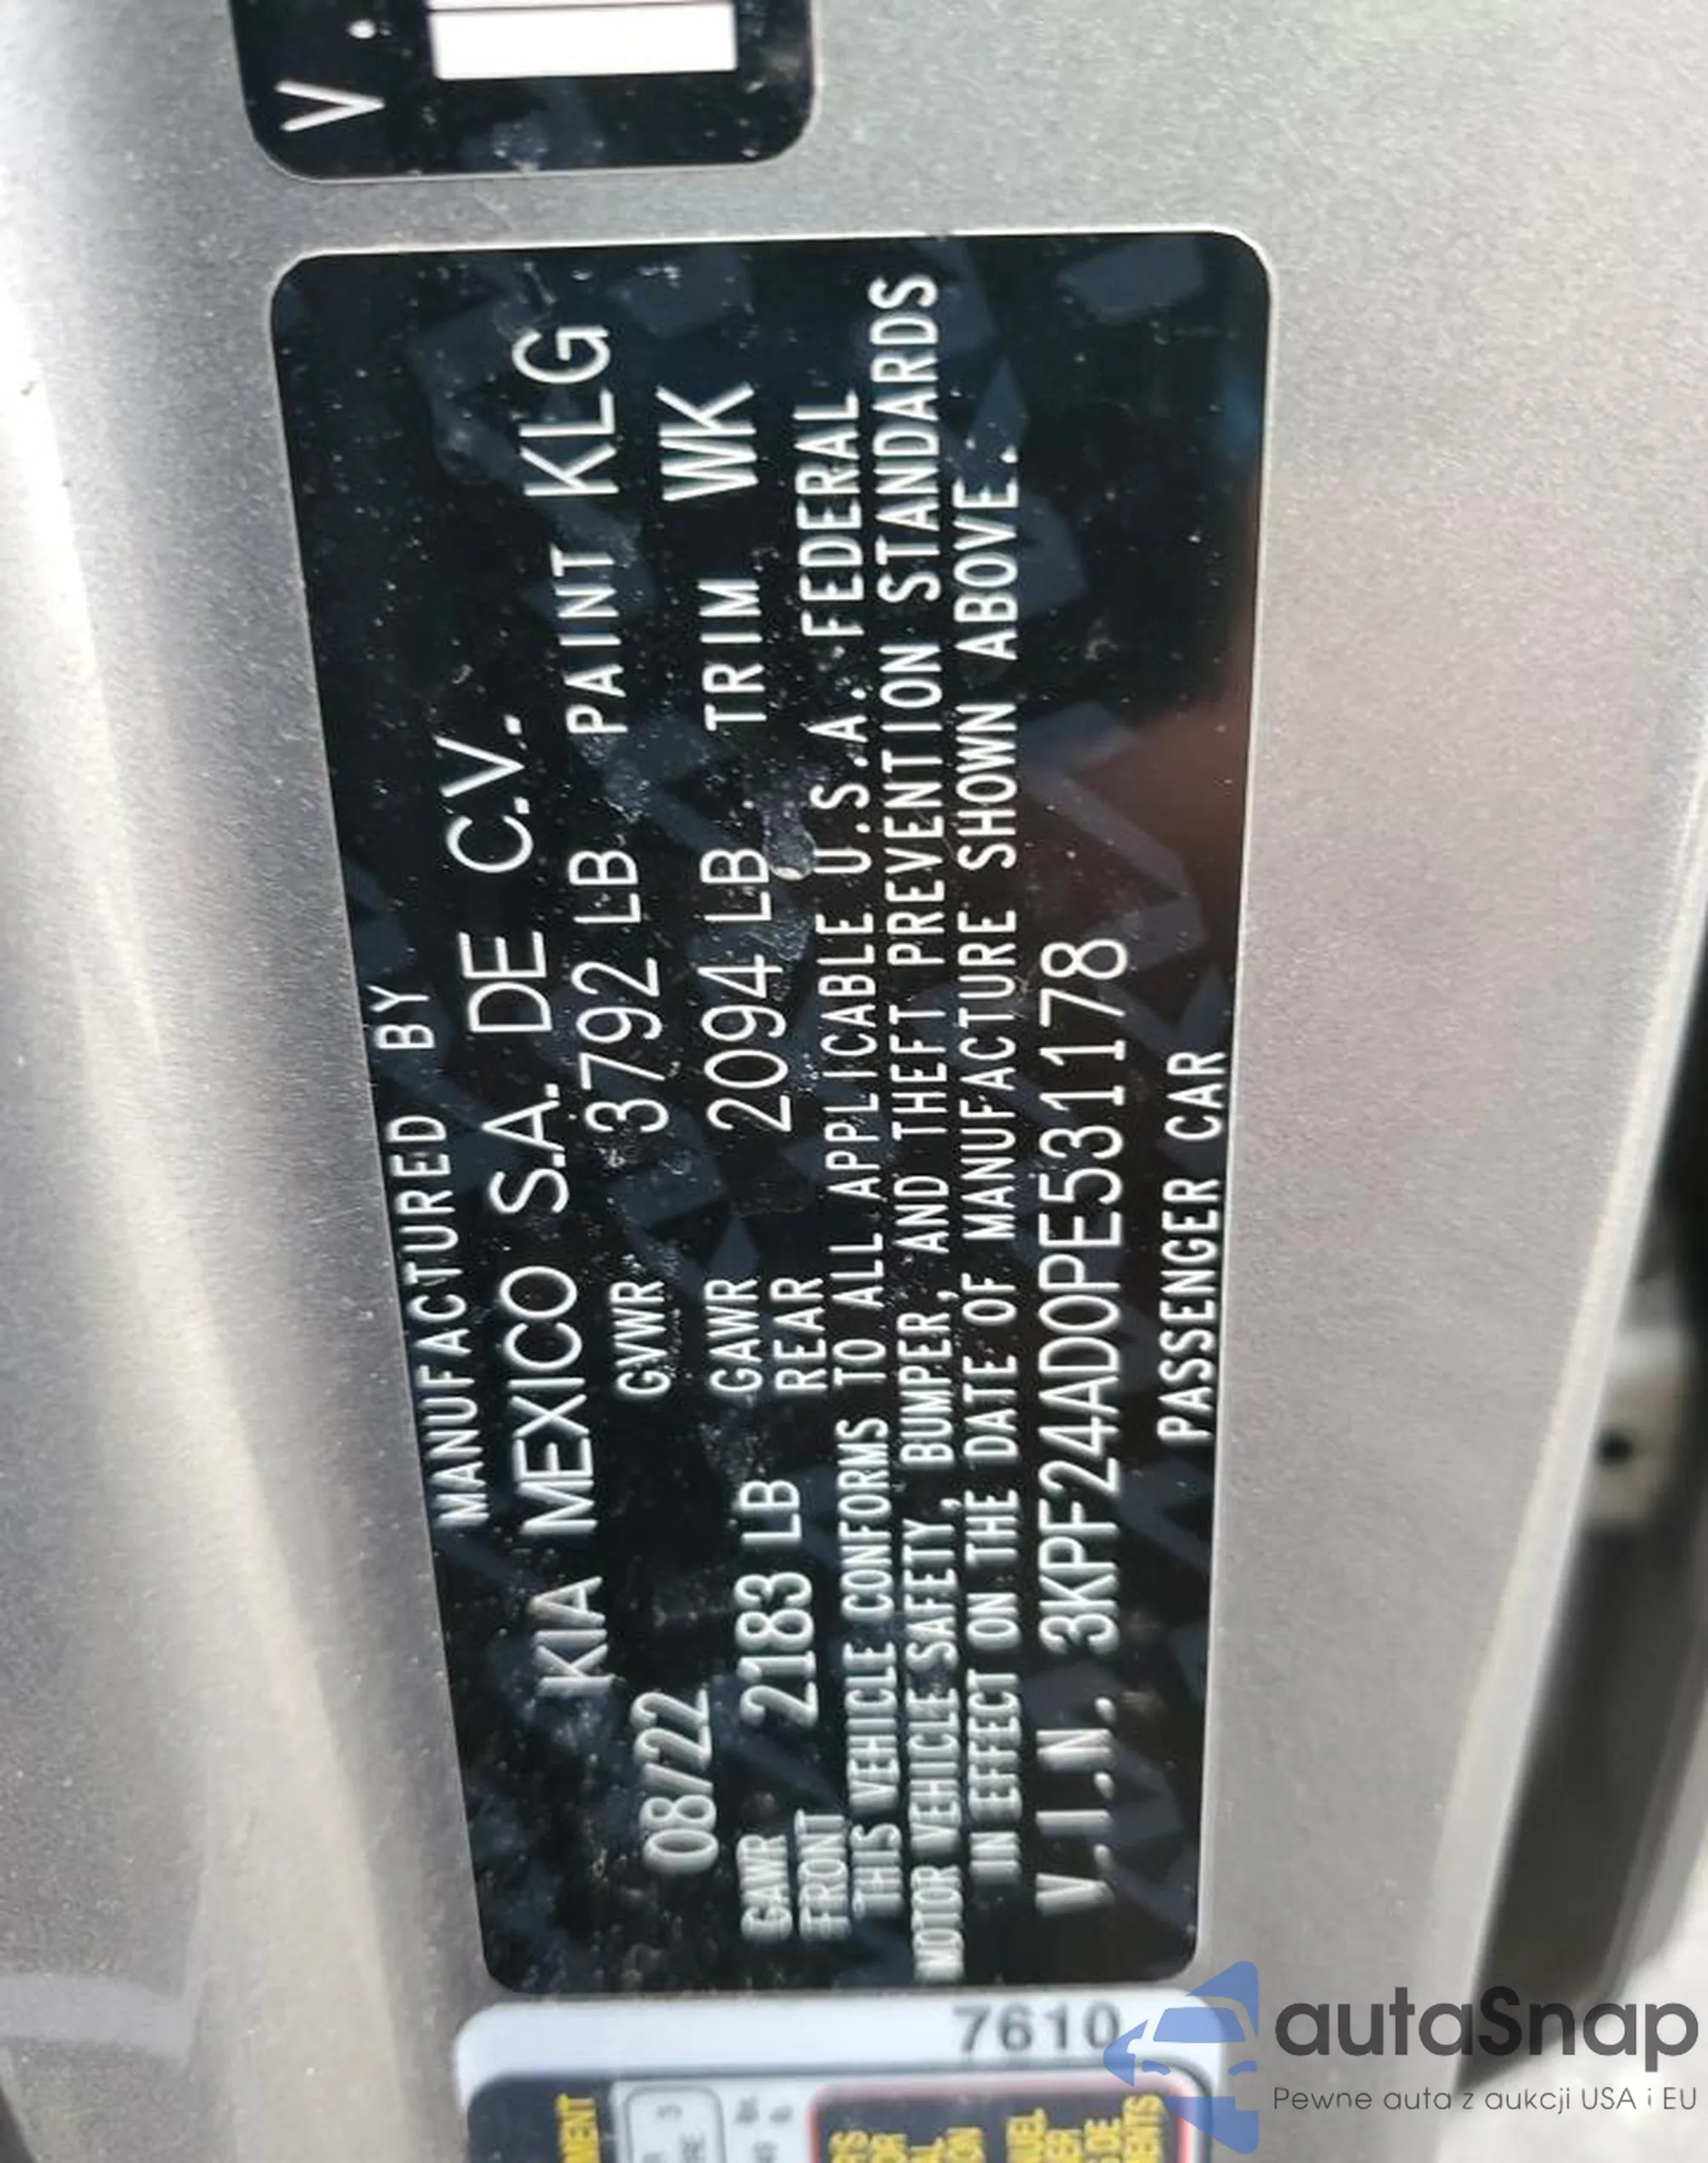 V.
MANUFACTURED BY
KIA MEXICO S.A. DE C.V.
08/22 GVWR 3792 LB PAINT KLG
GAWR FRONT 2183 LB GAWR REAR 2094 LB TRIM WK
THIS VEHICLE CONFORMS TO ALL APPLICABLE U.S.A. FEDERAL
MOTOR VEHICLE SAFETY, BUMPER, AND THEFT PREVENTION STANDARDS
IN EFFECT ON THE DATE OF MANUFACTURE SHOWN ABOVE.
V.I.N. 3KPF24AD0PE531178
PASSENGER CAR
7610
autaSnap
Pewne auta z aukcji USA i EU